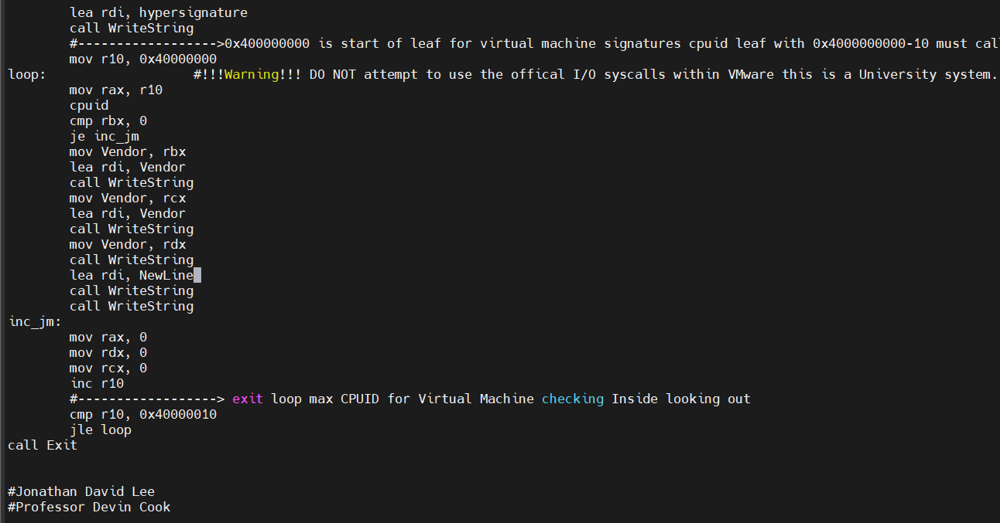 lea rdi, hypersignature
call WriteString
#------------------>0x400000000 is start of leaf for virtual machine signatures cpuid leaf with 0x4000000000-10 must cal
mov r10, 0x40000000
loop: #!!!Warning!!! DO NOT attempt to use the offical I/O syscalls within VMware this is a University system.
mov rax, r10
cpuid
cmp rbx, 0
je inc_jm
mov Vendor, rbx
lea rdi, Vendor
call WriteString
mov Vendor, rcx
lea rdi, Vendor
call WriteString
mov Vendor, rdx
call WriteString
lea rdi, NewLine
call WriteString
call WriteString
inc_jm:
mov rax, 0
mov rdx, 0
mov rcx, 0
inc r10
#------------------> exit loop max CPUID for Virtual Machine checking Inside looking out
cmp r10, 0x40000010
jle loop
call Exit
#Jonathan David Lee
#Professor Devin Cook